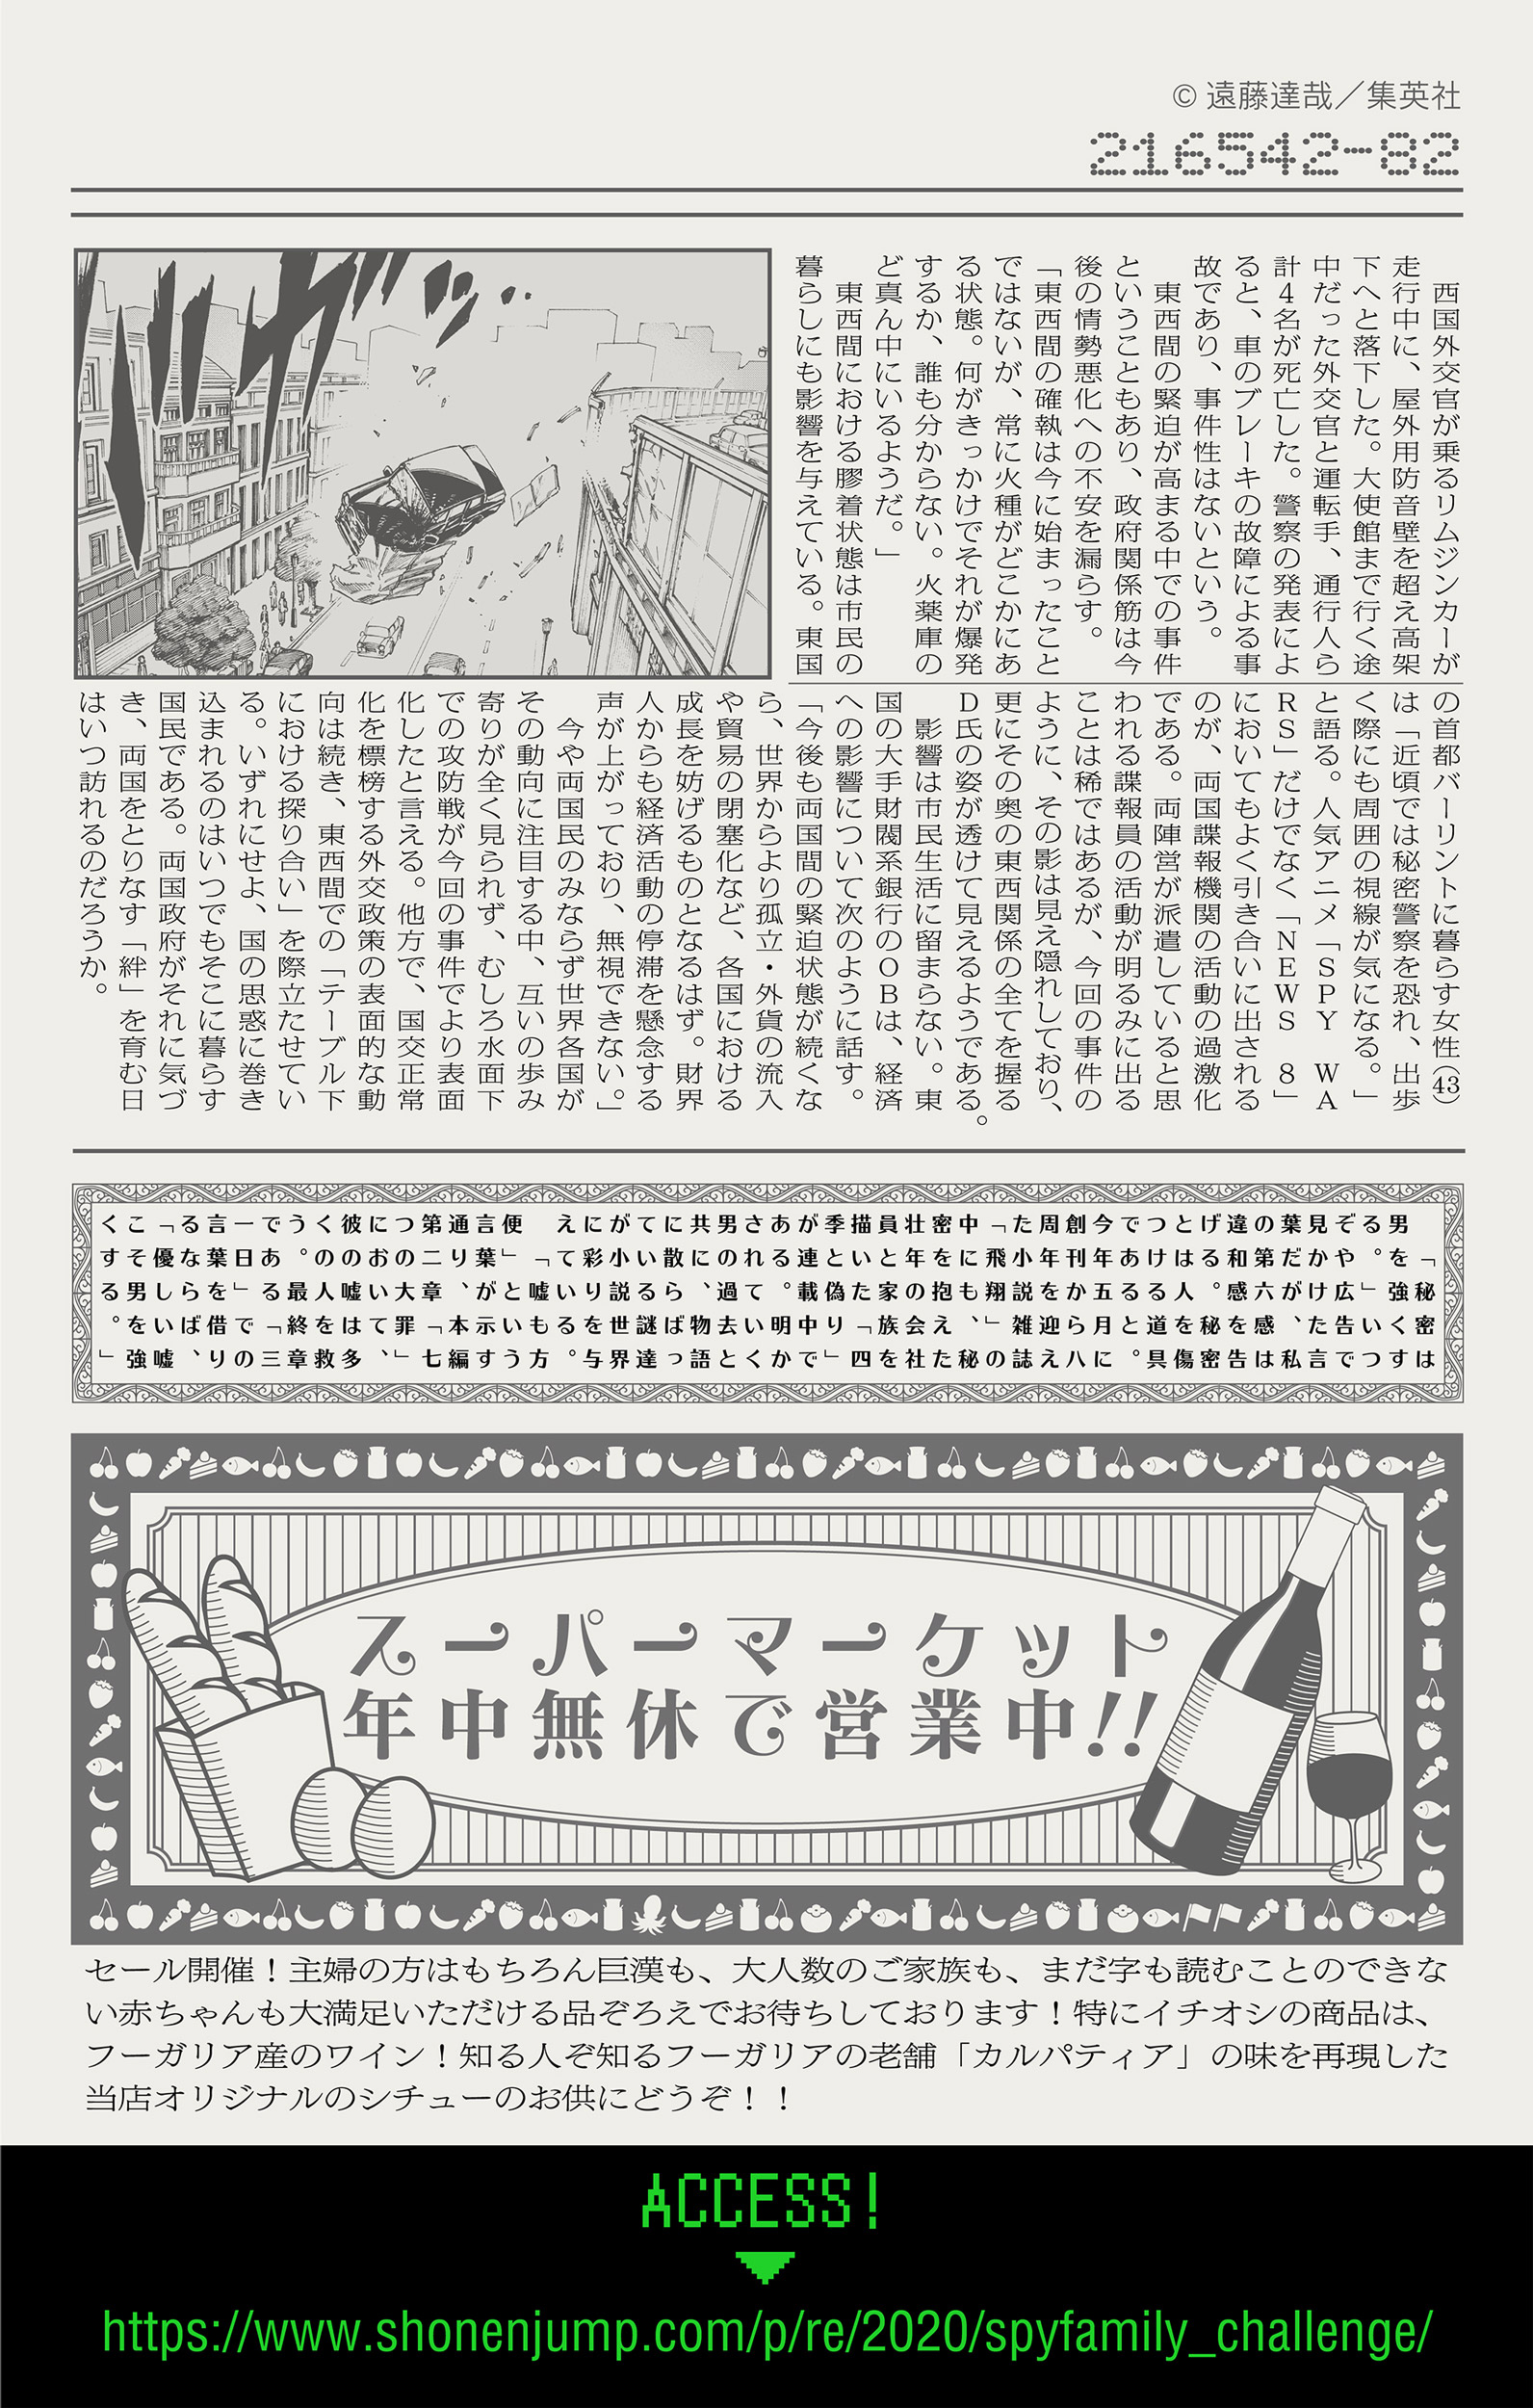 © 遠藤達哉／集英社
216542-82
西国外交官が乗るリムジンカーが
走行中に、屋外用防音壁を超え高架
下へと落下した。大使館まで行く途
中だった外交官と運転手、通行人ら
計４名が死亡した。警察の発表によ
ると、車のブレーキの故障による事
故であり、事件性はないという。
東西間の緊迫が高まる中での事件
ということもあり、政府関係筋は今
後の情勢悪化への不安を漏らす。
「東西間の確執は今に始まったこと
ではないが、常に火種がどこかにあ
る状態。何がきっかけでそれが爆発
するか、誰も分からない。火薬庫の
ど真ん中にいるようだ。」
東西間における膠着状態は市民の
暮らしにも影響を与えている。東国
の首都バーリントに暮らす女性(43)
は「近頃では秘密警察を恐れ、出歩
く際にも周囲の視線が気になる。」
と語る。人気アニメ「ＳＰＹ　ＷＡ
ＲＳ」だけでなく「ＮＥＷＳ　８」
においてもよく引き合いに出される
のが、両国諜報機関の活動の過激化
である。両陣営が派遣していると思
われる諜報員の活動が明るみに出る
ことは稀ではあるが、今回の事件の
ように、その影は見え隠れしており、
更にその奥の東西関係の全てを握る
Ｄ氏の姿が透けて見えるようである。
影響は市民生活に留まらない。東
国の大手財閥系銀行のＯＢは、経済
への影響について次のように話す。
「今後も両国間の緊迫状態が続くな
ら、世界からより孤立・外貨の流入
や貿易の閉塞化など、各国における
成長を妨げるものとなるはず。財界
人からも経済活動の停滞を懸念する
声が上がっており、無視できない。」
今や両国民のみならず世界各国が
その動向に注目する中、互いの歩み
寄りが全く見られず、むしろ水面下
での攻防戦が今回の事件でより表面
化したと言える。他方で、国交正常
化を標榜する外交政策の表面的な動
向は続き、東西間での「テーブル下
における探り合い」を際立たせてい
る。いずれにせよ、国の思惑に巻き
込まれるのはいつでもそこに暮らす
国民である。両国政府がそれに気づ
き、両国をとりなす「絆」を育む日
はいつ訪れるのだろうか。
「秘密は
男を強くす
る。」いつ
ぞや広告で
見かけた言
葉だが、私
の第六感は
違和感を告
げる。秘密
とは人を傷
つける道具
であると。
今年五月に
創刊から八
周年を迎え
た小説雑誌
「飛翔」の
中にも、秘
密を抱えた
壮年の会社
員と家族を
描いた「四
季と偽り」
が連載中で
ある。明か
されていく
男の過去と
共に、物語
に散らばっ
ている謎達
が小説世界
に彩りを与
えている。
「嘘も方
便」という
言葉が示す
通り、本編
第二章「七
つの大罪」
において、
彼の嘘は多
くの人を救
う。最終章
である「三
一日」での
言葉を借り
るならば、
「優しい嘘
こそ男を強
くする。」
スーパーマーケット
年中無休で営業中!!
セール開催！主婦の方はもちろん巨漢も、大人数のご家族も、まだ字も読むことのできな
い赤ちゃんも大満足いただける品ぞろえでお待ちしております！特にイチオシの商品は、
フーガリア産のワイン！知る人ぞ知るフーガリアの老舗「カルパティア」の味を再現した
当店オリジナルのシチューのお供にどうぞ！！
ACCESS!
https://www.shonenjump.com/p/re/2020/spyfamily_challenge/